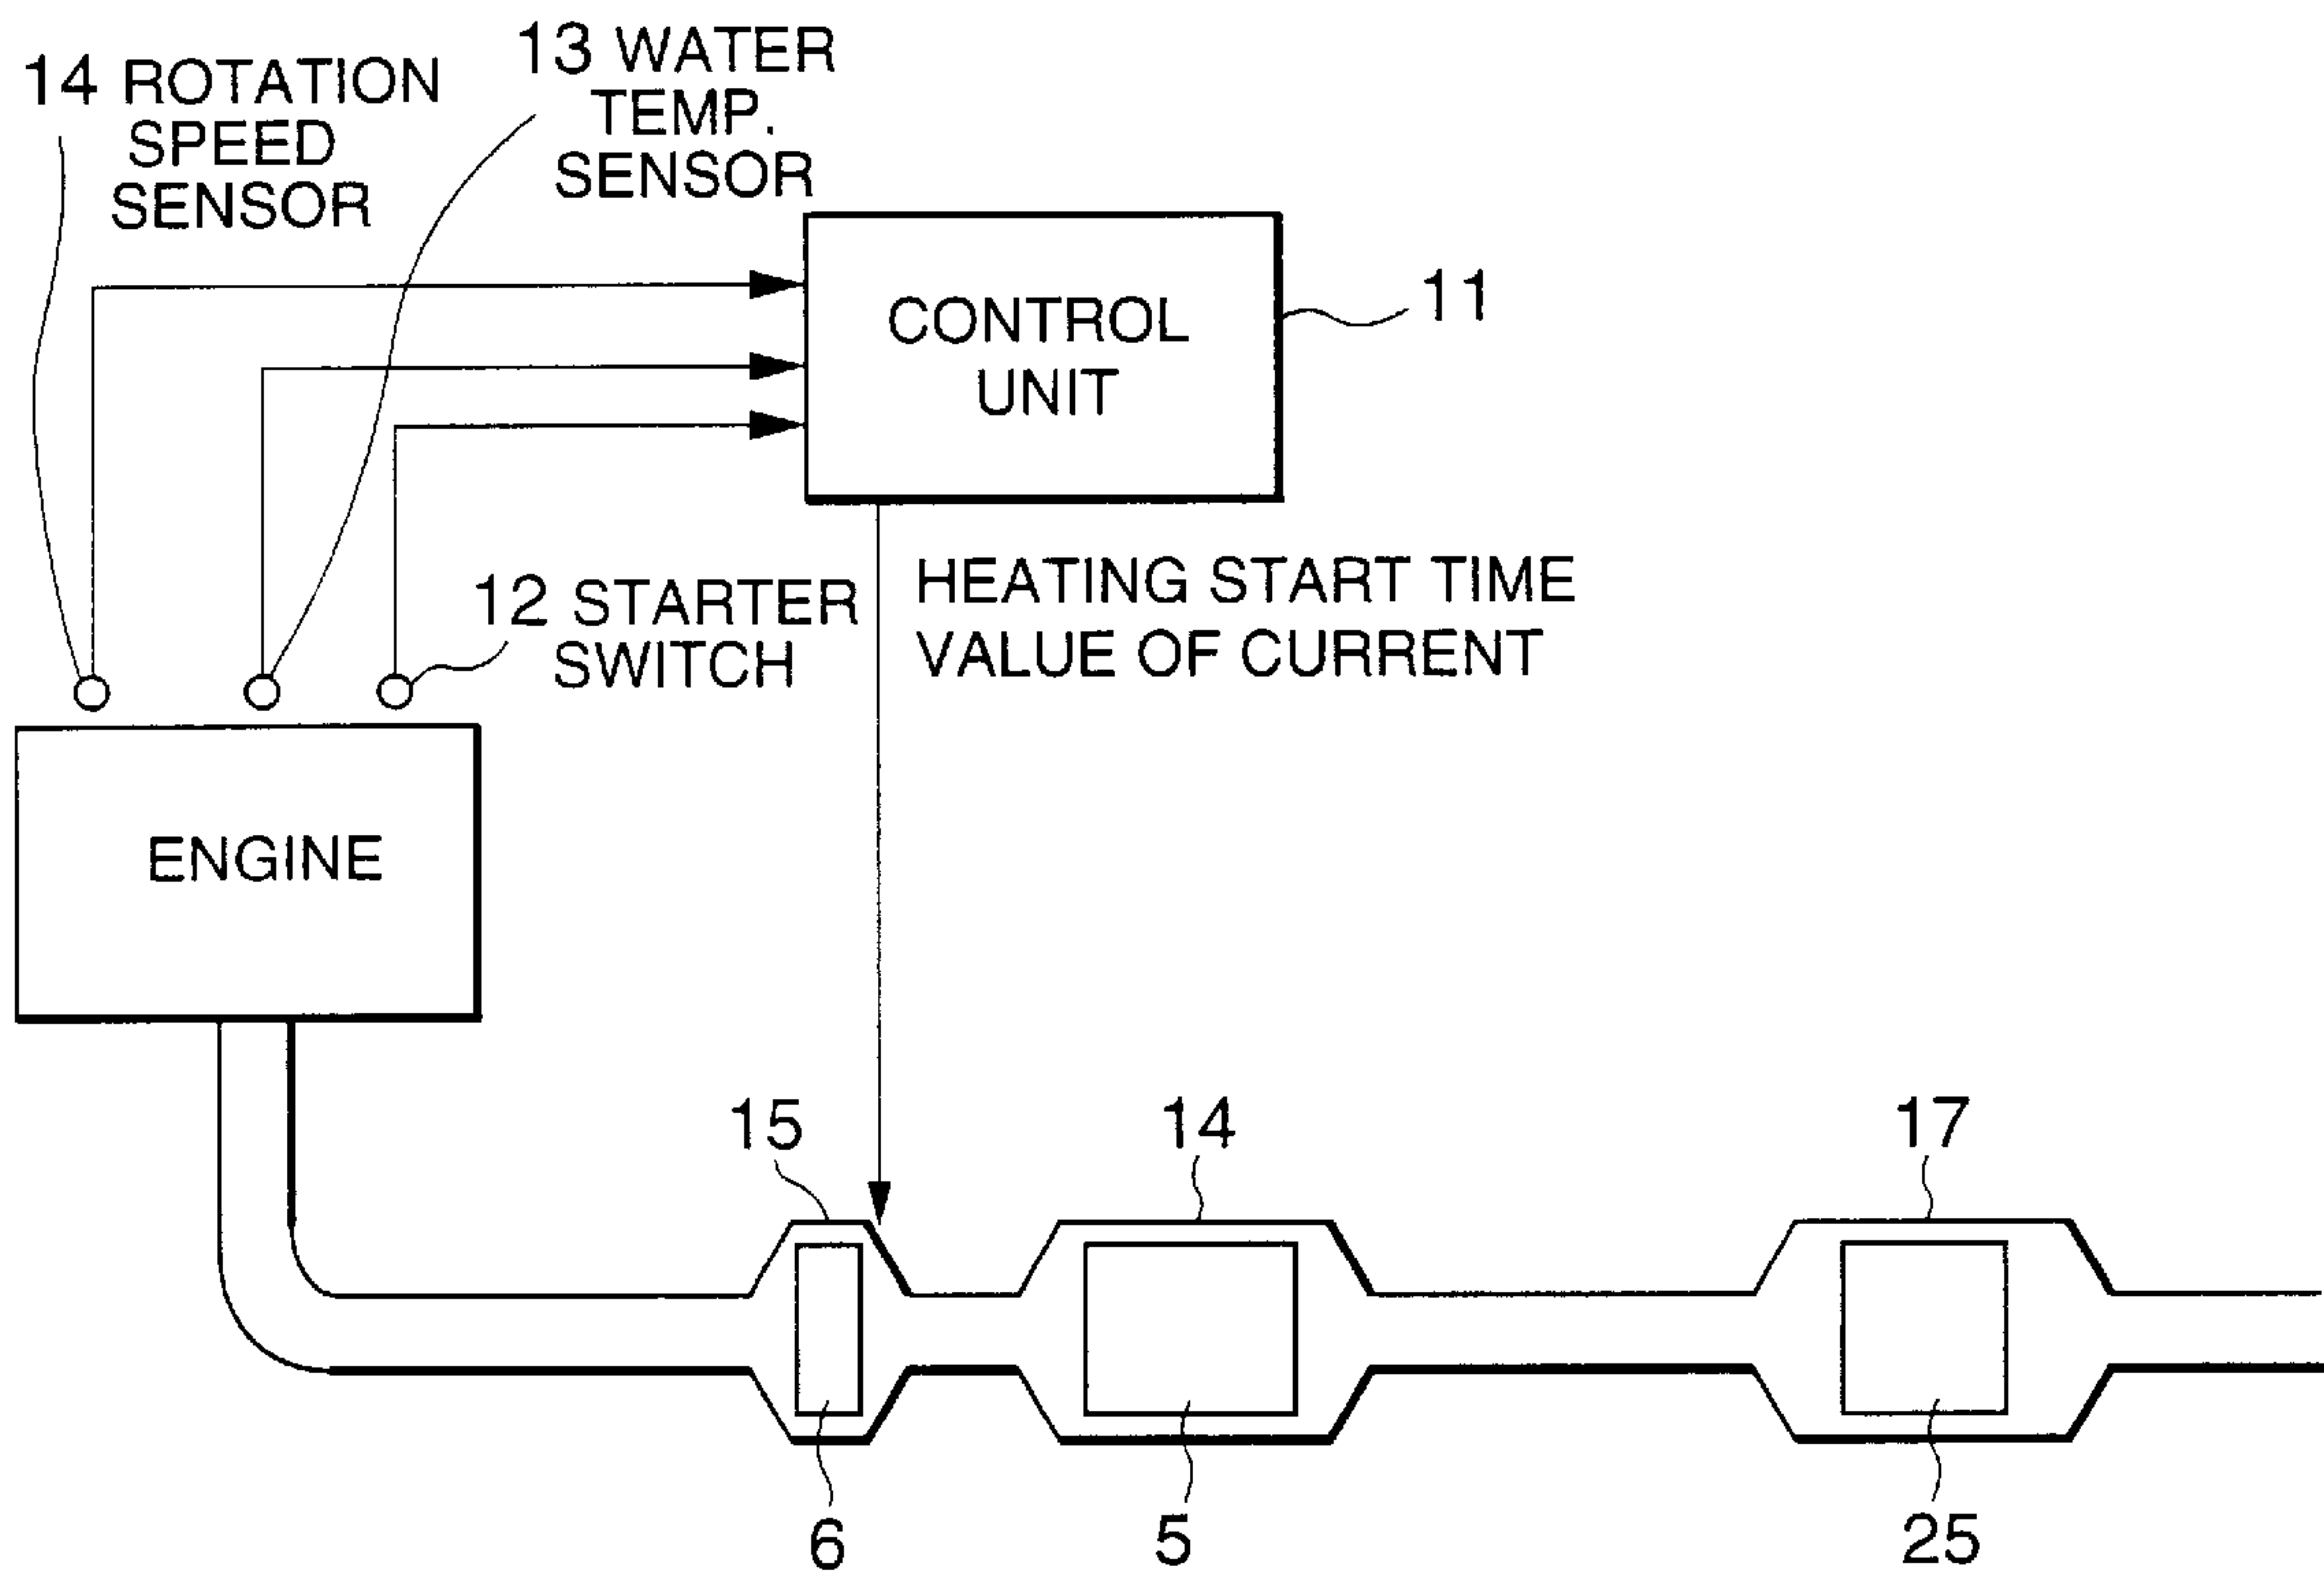 14 ROTATION
SPEED
SENSOR
13 WATER
TEMP.
SENSOR
CONTROL
UNIT
11
12 STARTER
SWITCH
HEATING START TIME
VALUE OF CURRENT
ENGINE
15
14
17
6
5
25